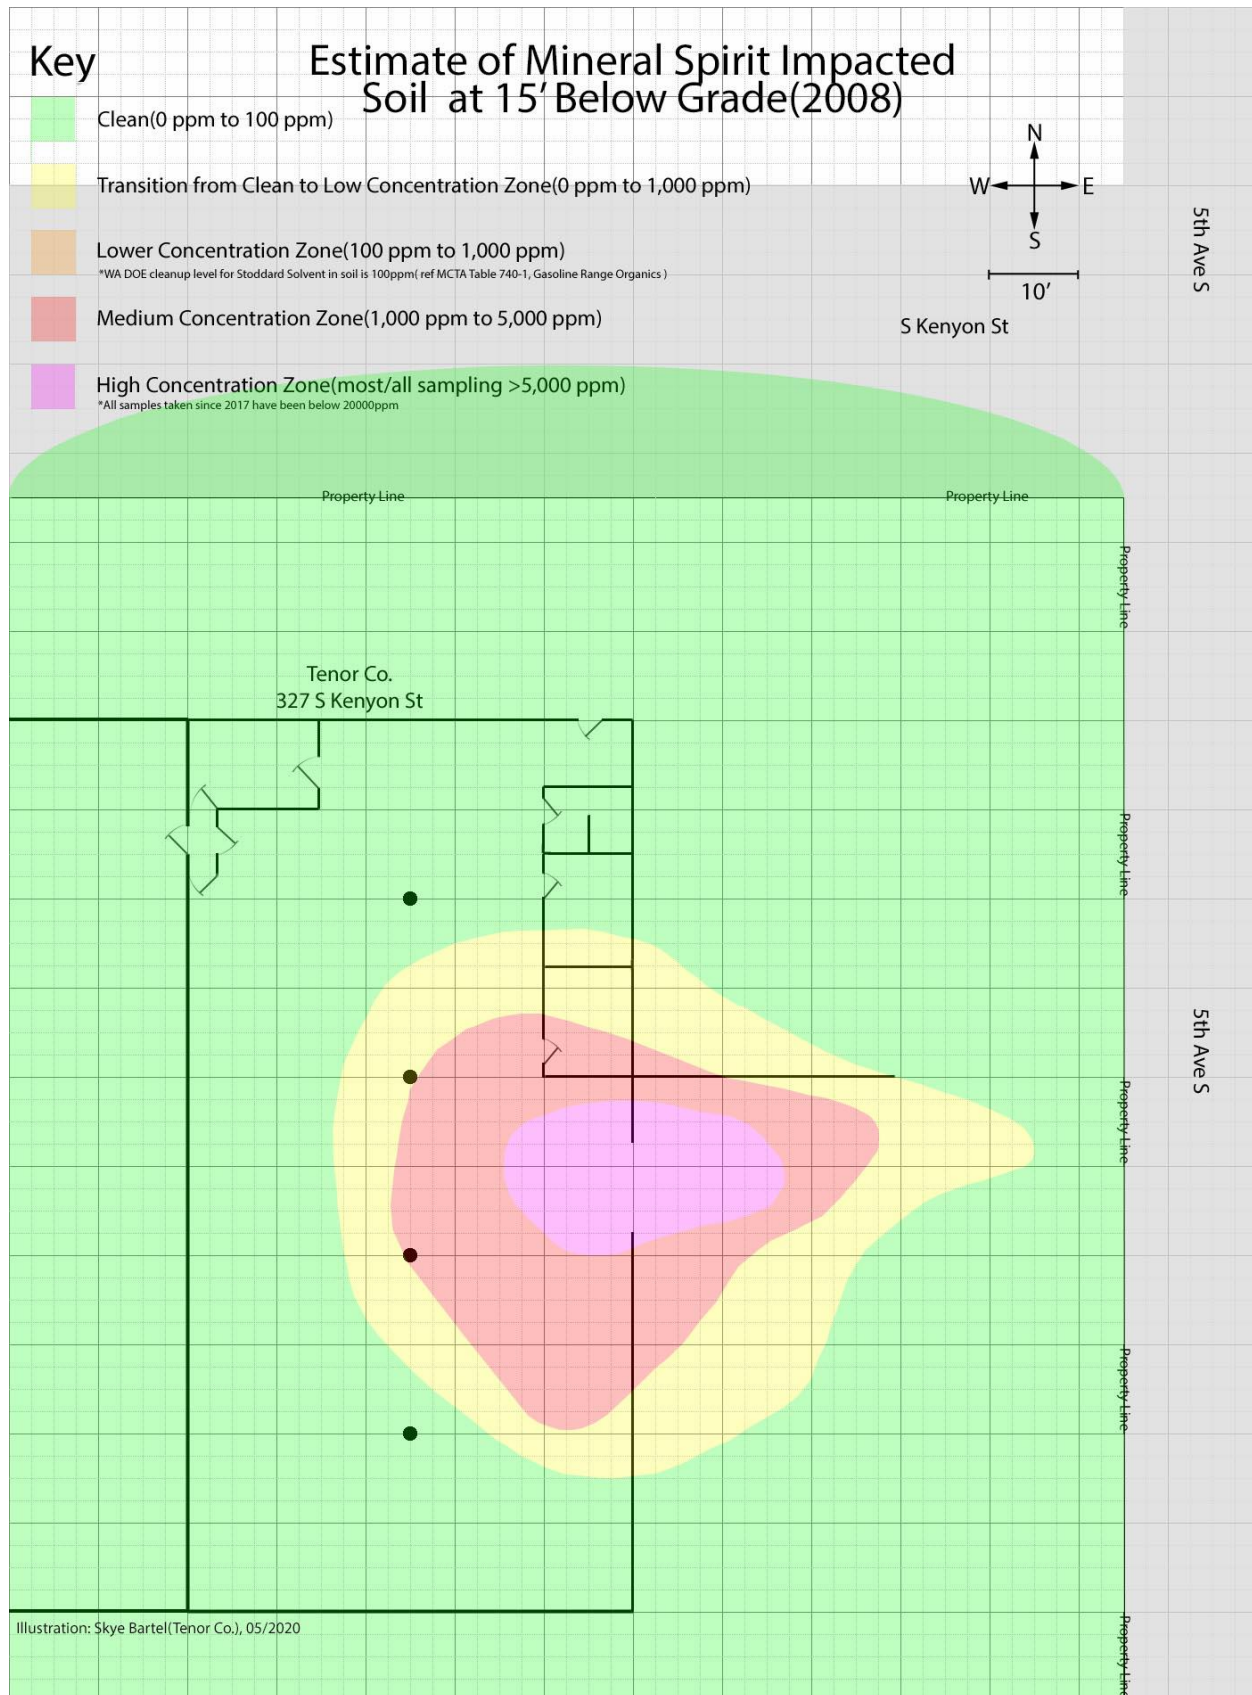 Key
Estimate of Mineral Spirit Impacted
Soil at 15’ Below Grade(2008)
Clean(0 ppm to 100 ppm)
Transition from Clean to Low Concentration Zone(0 ppm to 1,000 ppm)
Lower Concentration Zone(100 ppm to 1,000 ppm)
*WA DOE cleanup level for Stoddard Solvent in soil is 100ppm( ref MCTA Table 740-1, Gasoline Range Organics )
Medium Concentration Zone(1,000 ppm to 5,000 ppm)
High Concentration Zone(most/all sampling >5,000 ppm)
*All samples taken since 2017 have been below 20000ppm
N
W
E
S
10’
S Kenyon St
5th Ave S
Property Line
Property Line
Property Line
Tenor Co.
327 S Kenyon St
Property Line
5th Ave S
Property Line
Property Line
Property Line
Illustration: Skye Bartel(Tenor Co.), 05/2020